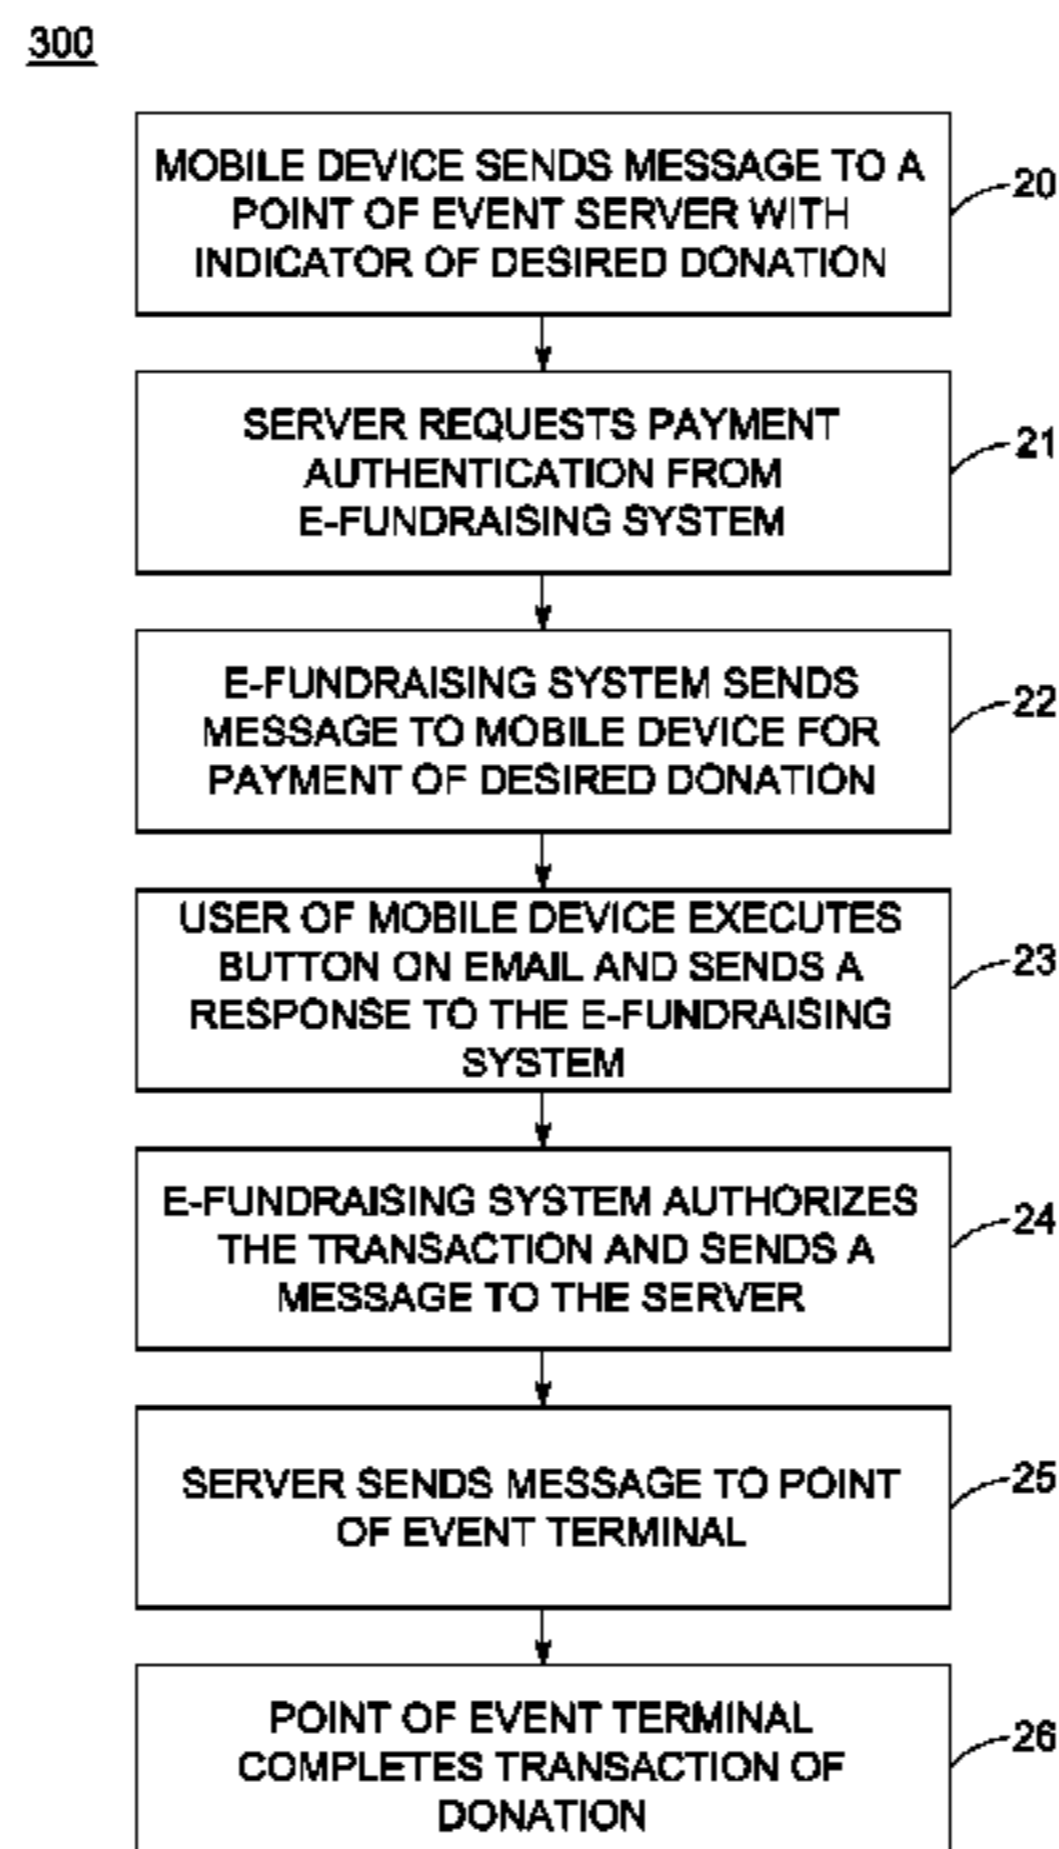 300
MOBILE DEVICE SENDS MESSAGE TO A
POINT OF EVENT SERVER WITH
INDICATOR OF DESIRED DONATION
20
SERVER REQUESTS PAYMENT
AUTHENTICATION FROM
E-FUNDRAISING SYSTEM
21
E-FUNDRAISING SYSTEM SENDS
MESSAGE TO MOBILE DEVICE FOR
PAYMENT OF DESIRED DONATION
22
USER OF MOBILE DEVICE EXECUTES
BUTTON ON EMAIL AND SENDS A
RESPONSE TO THE E-FUNDRAISING
SYSTEM
23
E-FUNDRAISING SYSTEM AUTHORIZES
THE TRANSACTION AND SENDS A
MESSAGE TO THE SERVER
24
SERVER SENDS MESSAGE TO POINT
OF EVENT TERMINAL
25
POINT OF EVENT TERMINAL
COMPLETES TRANSACTION OF
DONATION
26